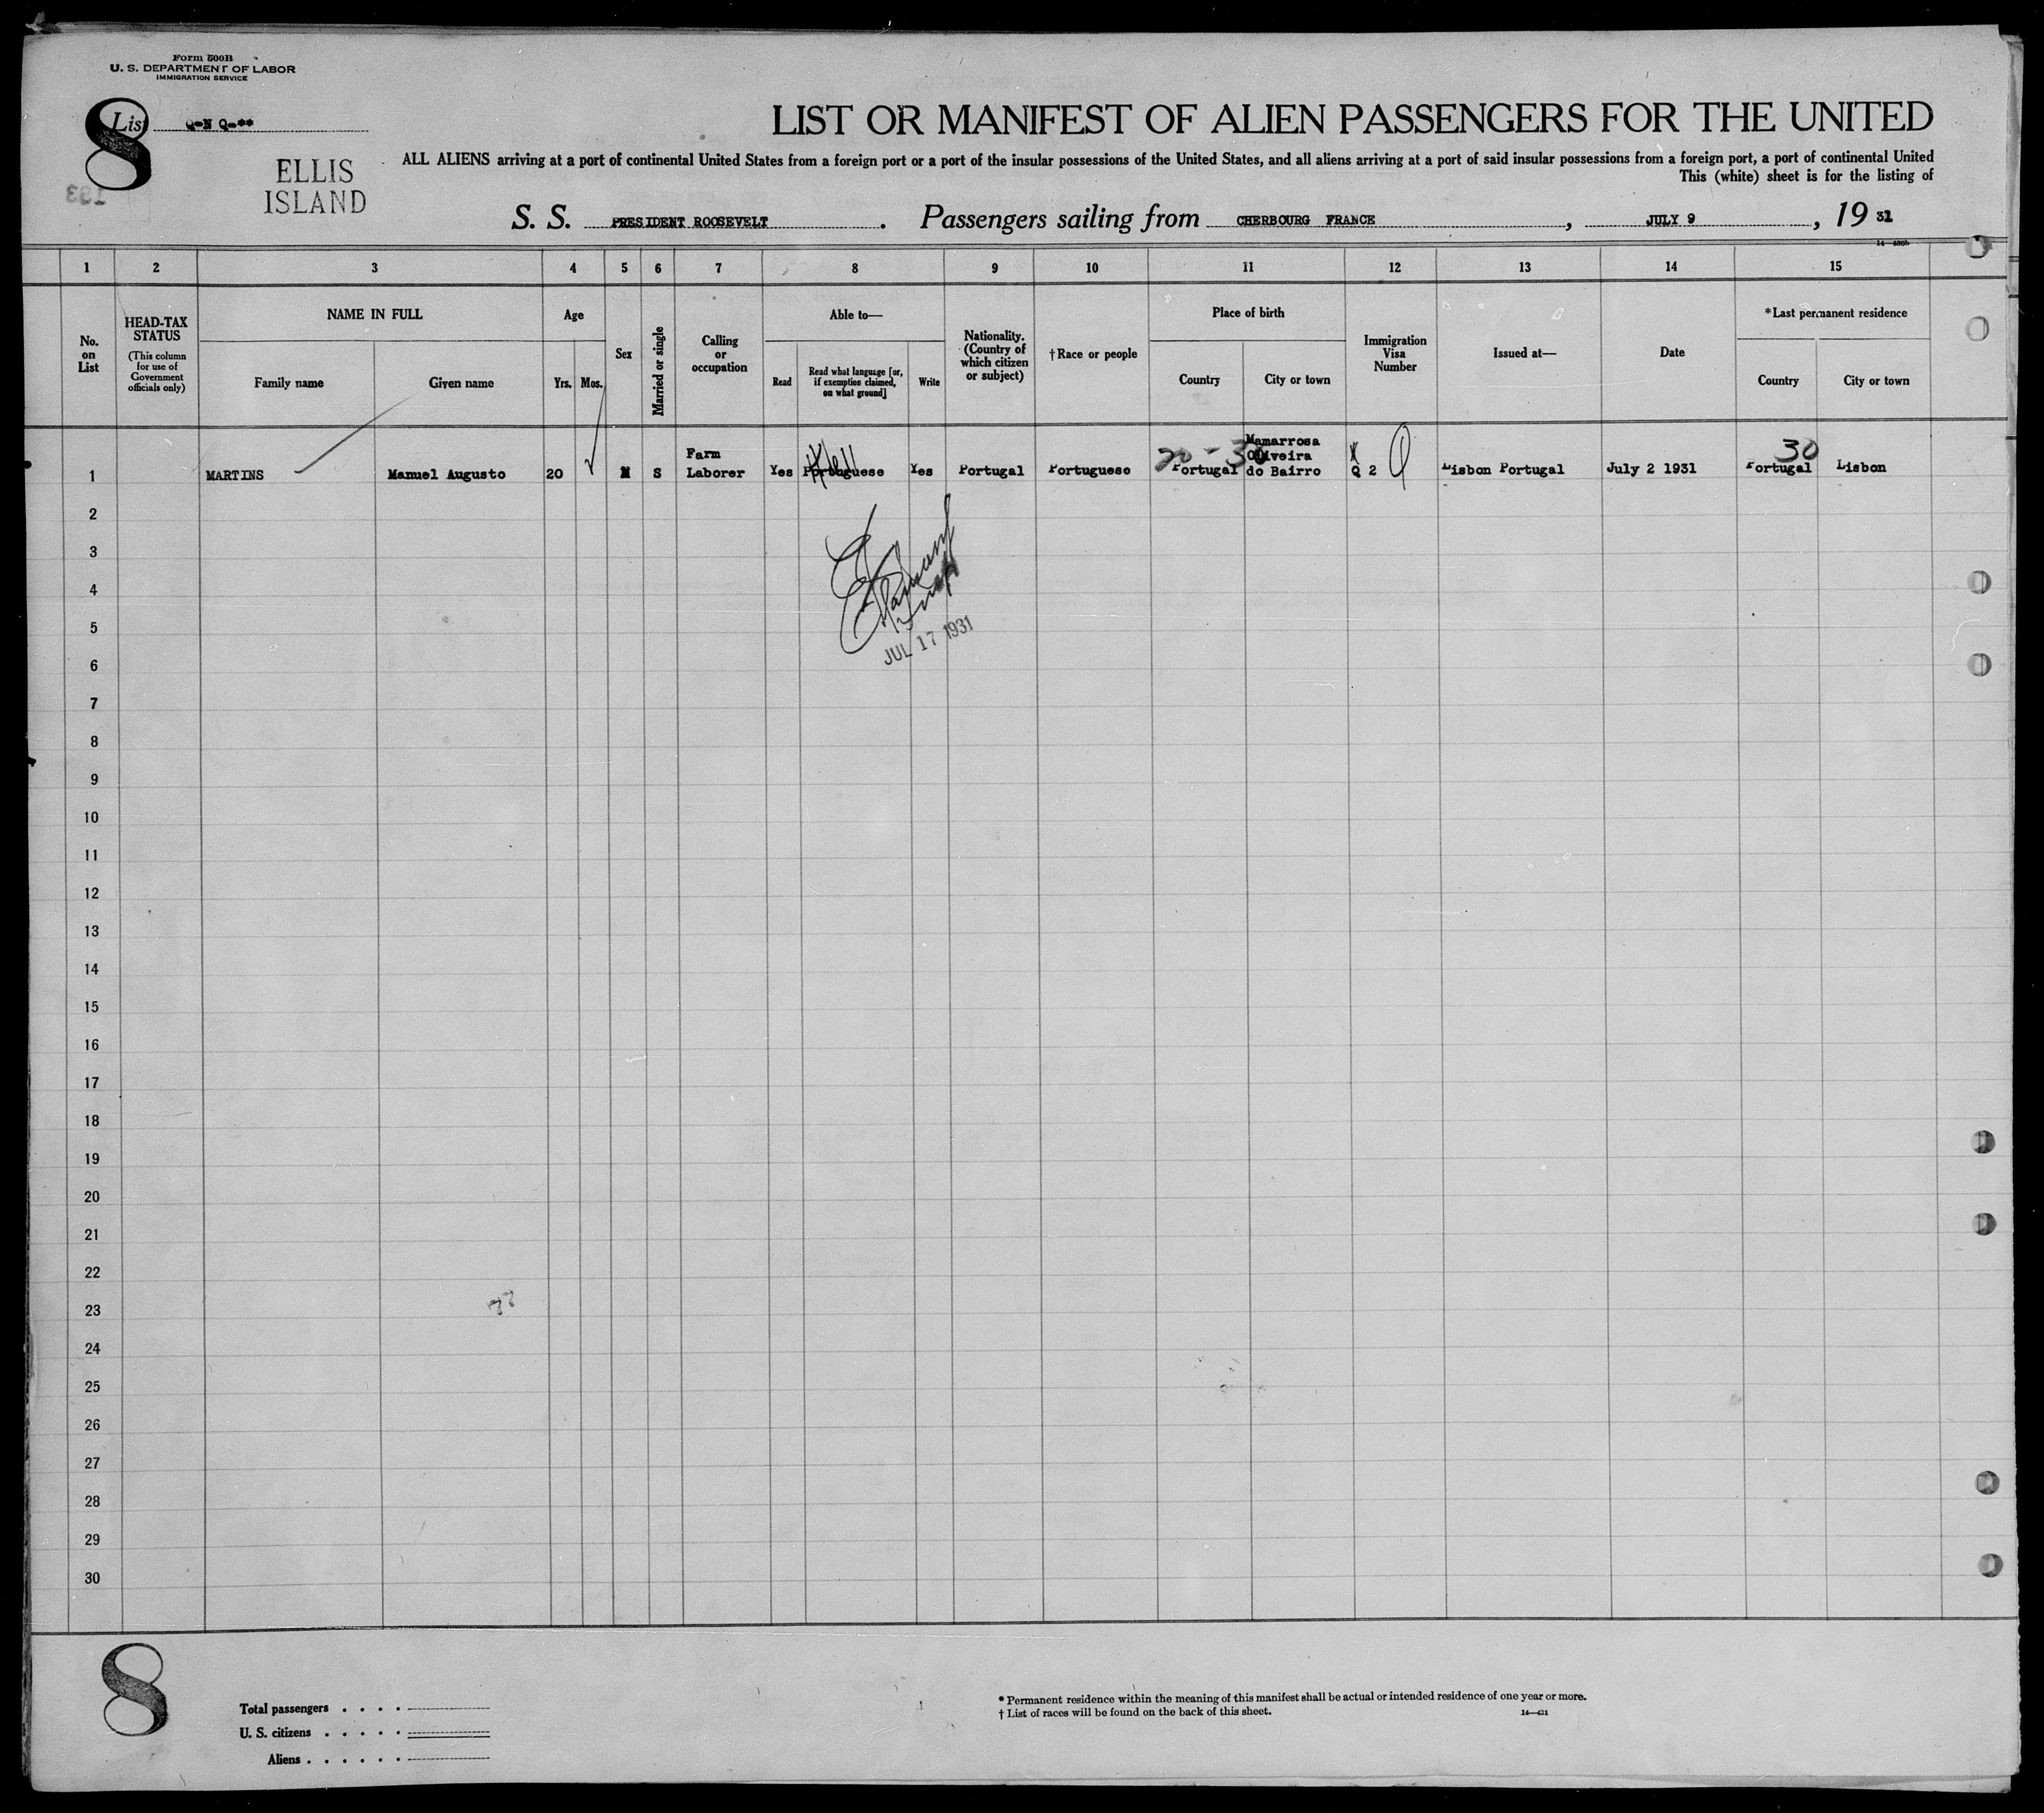 Form 500B
U. S. DEPARTMENT OF LABOR
IMMIGRATION SERVICE
8
List Q-N Q-**
ELLIS
ISLAND
193
LIST OR MANIFEST OF ALIEN PASSENGERS FOR THE UNITED
ALL ALIENS arriving at a port of continental United States from a foreign port or a port of the insular possessions of the United States, and all aliens arriving at a port of said insular possessions from a foreign port, a port of continental United
This (white) sheet is for the listing of
S. S. PRESIDENT ROOSEVELT . Passengers sailing from CHERBOURG FRANCE , JULY 9 , 19 31
1 2 3 4 5 6 7 8 9 10 11 12 13 14 15
No. on List
HEAD-TAX STATUS
(This column for use of Government officials only)
NAME IN FULL
Family name
Given name
Age
Yrs.
Mos.
Sex
Married or single
Calling or occupation
Able to—
Read
Read what language [or, if exemption claimed, on what ground]
Write
Nationality. (Country of which citizen or subject)
†Race or people
Place of birth
Country
City or town
Immigration Visa Number
Issued at—
Date
*Last permanent residence
Country
City or town
1 MARTINS Manuel Augusto 20 M S Farm Laborer Yes Portuguese Yes Portugal Portuguese Portugal Mamarrosa Oliveira do Bairro Q 2 Lisbon Portugal July 2 1931 Portugal Lisbon
20-30
30
JUL 17 1931
2
3
4
5
6
7
8
9
10
11
12
13
14
15
16
17
18
19
20
21
22
23
24
25
26
27
28
29
30
8
Total passengers . . . .
U. S. citizens . . . . .
Aliens . . . . . .
* Permanent residence within the meaning of this manifest shall be actual or intended residence of one year or more.
† List of races will be found on the back of this sheet.
14—431